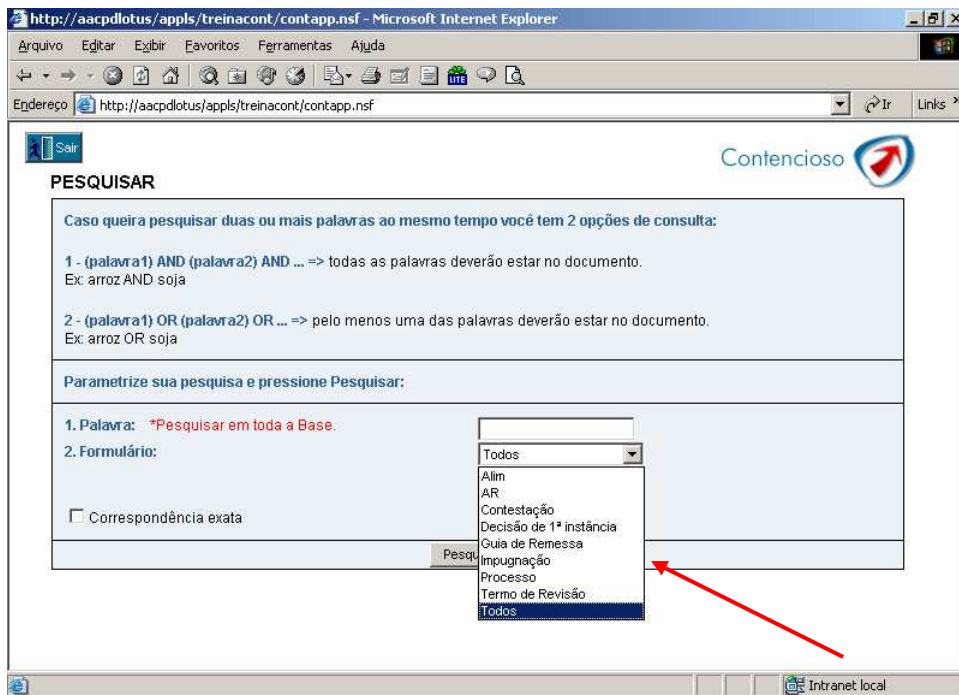 http://aacpdlotus/appls/treinacont/contapp.nsf - Microsoft Internet Explorer
Arquivo Editar Exibir Favoritos Ferramentas Ajuda
LITE
Endereço http://aacpdlotus/appls/treinacont/contapp.nsf Ir Links »
Sair
Contencioso
PESQUISAR
Caso queira pesquisar duas ou mais palavras ao mesmo tempo você tem 2 opções de consulta:
1 - (palavra1) AND (palavra2) AND ... => todas as palavras deverão estar no documento.
Ex: arroz AND soja
2 - (palavra1) OR (palavra2) OR ... => pelo menos uma das palavras deverão estar no documento.
Ex: arroz OR soja
Parametrize sua pesquisa e pressione Pesquisar:
1. Palavra: *Pesquisar em toda a Base.
2. Formulário: Todos
Alim
AR
Contestação
Correspondência exata
Decisão de 1ª instância
Guia de Remessa
Pesqu
Impugnação
Processo
Termo de Revisão
Todos
Intranet local